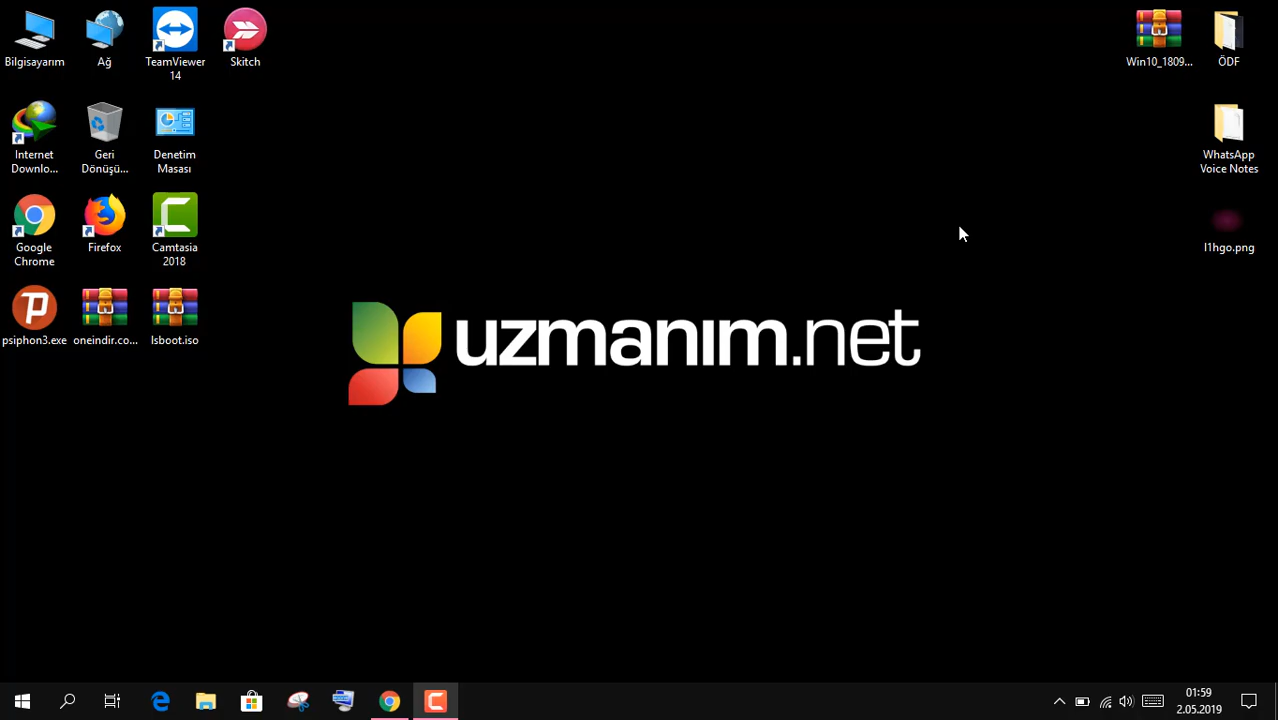 Bilgisayarım
Ağ
TeamViewer
14
Skitch
Win10_1809...
ÖDF
Internet
Downlo...
Geri
Dönüşü...
Denetim
Masası
WhatsApp
Voice Notes
Google
Chrome
Firefox
Camtasia
2018
l1hgo.png
psiphon3.exe
oneindir.co...
lsboot.iso
uzmanım.net
01:59
2.05.2019